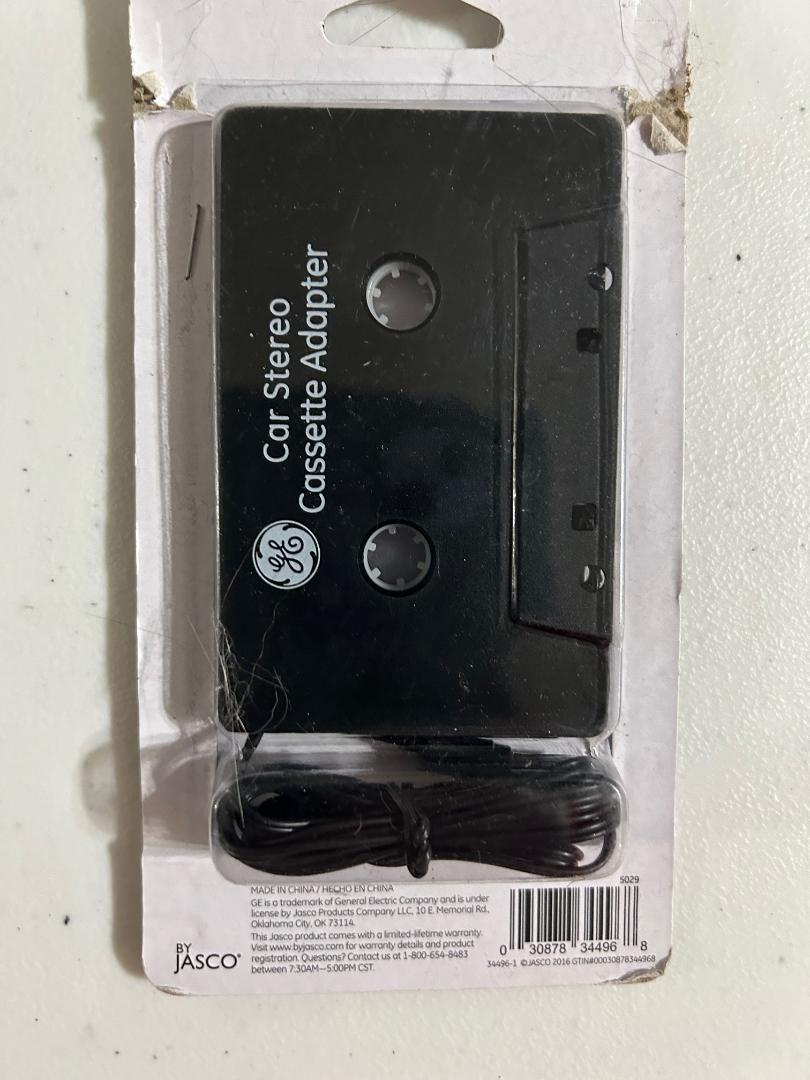 Car Stereo
Cassette Adapter
GE
MADE IN CHINA / HECHO EN CHINA
GE is a trademark of General Electric Company and is under
license by Jasco Products Company LLC, 10 E. Memorial Rd.,
Oklahoma City, OK 73114.
This Jasco product comes with a limited-lifetime warranty.
Visit www.byjasco.com for warranty details and product
registration. Questions? Contact us at 1-800-654-8483
between 7:30AM—5:00PM CST.
BY
JASCO®
5029
0 30878 34496 8
34496-1 ©JASCO 2016 GTIN#00030878344968